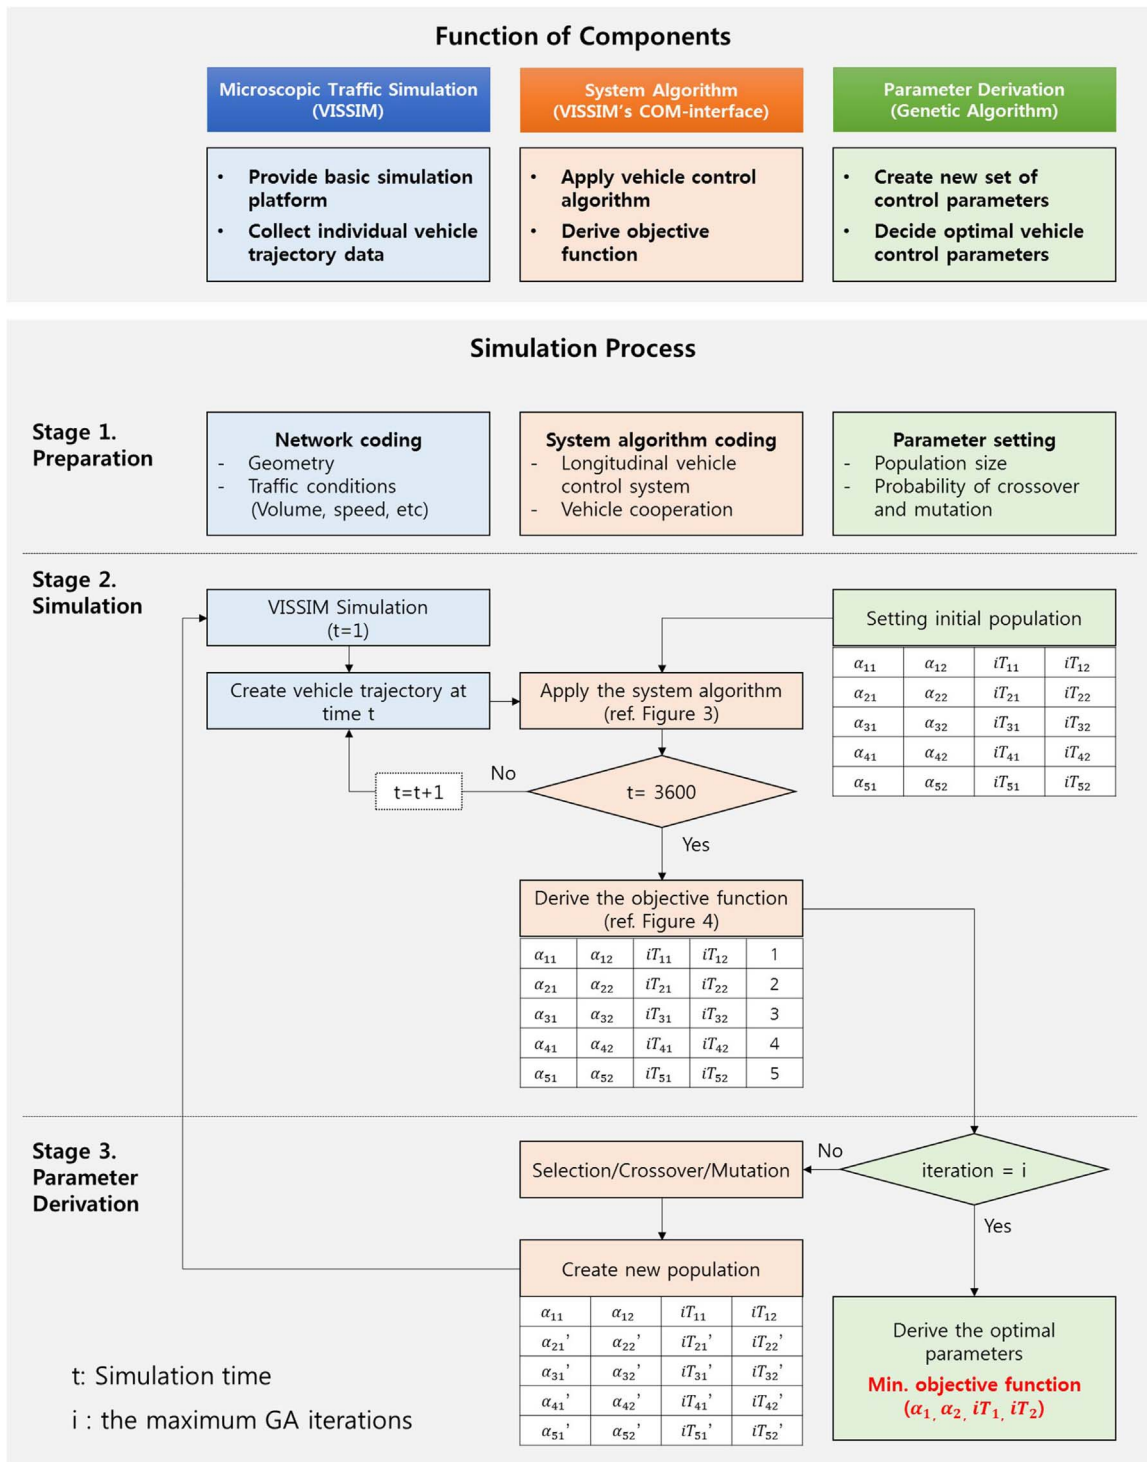 Function of Components
Microscopic Traffic Simulation
(VISSIM)
System Algorithm
(VISSIM's COM-interface)
Parameter Derivation
(Genetic Algorithm)
• Provide basic simulation
platform
• Collect individual vehicle
trajectory data
• Apply vehicle control
algorithm
• Derive objective
function
• Create new set of
control parameters
• Decide optimal vehicle
control parameters
Simulation Process
Stage 1.
Preparation
Network coding
- Geometry
- Traffic conditions
(Volume, speed, etc)
System algorithm coding
- Longitudinal vehicle
control system
- Vehicle cooperation
Parameter setting
- Population size
- Probability of crossover
and mutation
Stage 2.
Simulation
VISSIM Simulation
(t=1)
Setting initial population
Create vehicle trajectory at
time t
Apply the system algorithm
(ref. Figure 3)
α₁₁ α₁₂ iT₁₁ iT₁₂
α₂₁ α₂₂ iT₂₁ iT₂₂
α₃₁ α₃₂ iT₃₁ iT₃₂
α₄₁ α₄₂ iT₄₁ iT₄₂
α₅₁ α₅₂ iT₅₁ iT₅₂
No
t=t+1
t= 3600
Yes
Derive the objective function
(ref. Figure 4)
α₁₁ α₁₂ iT₁₁ iT₁₂ 1
α₂₁ α₂₂ iT₂₁ iT₂₂ 2
α₃₁ α₃₂ iT₃₁ iT₃₂ 3
α₄₁ α₄₂ iT₄₁ iT₄₂ 4
α₅₁ α₅₂ iT₅₁ iT₅₂ 5
Stage 3.
Parameter
Derivation
Selection/Crossover/Mutation
No
iteration = i
Yes
Create new population
α₁₁ α₁₂ iT₁₁ iT₁₂
α₂₁' α₂₂' iT₂₁' iT₂₂'
α₃₁' α₃₂' iT₃₁' iT₃₂'
α₄₁' α₄₂' iT₄₁' iT₄₂'
α₅₁' α₅₂' iT₅₁' iT₅₂'
Derive the optimal
parameters
Min. objective function
(α₁, α₂, iT₁, iT₂)
t: Simulation time
i : the maximum GA iterations